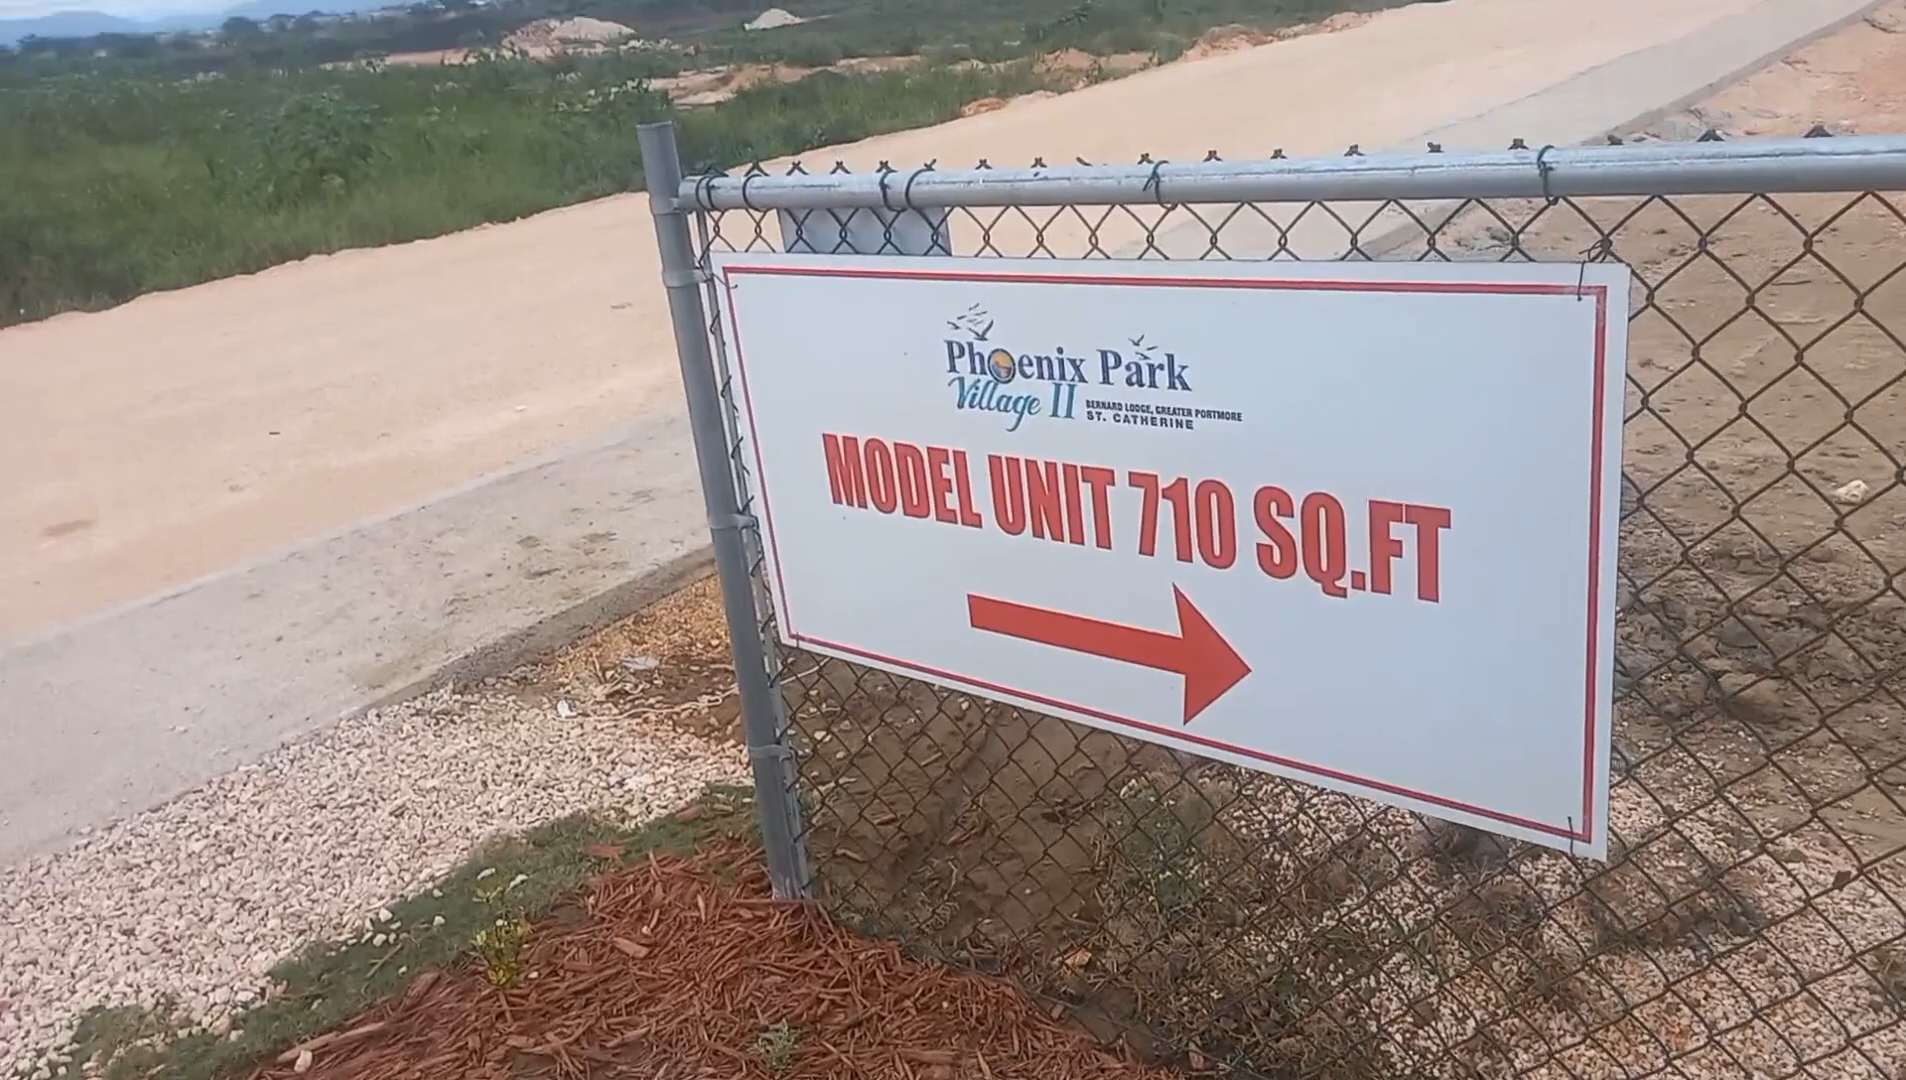 Phoenix Park
Village II BERNARD LODGE, GREATER PORTMORE
ST. CATHERINE
MODEL UNIT 710 SQ.FT